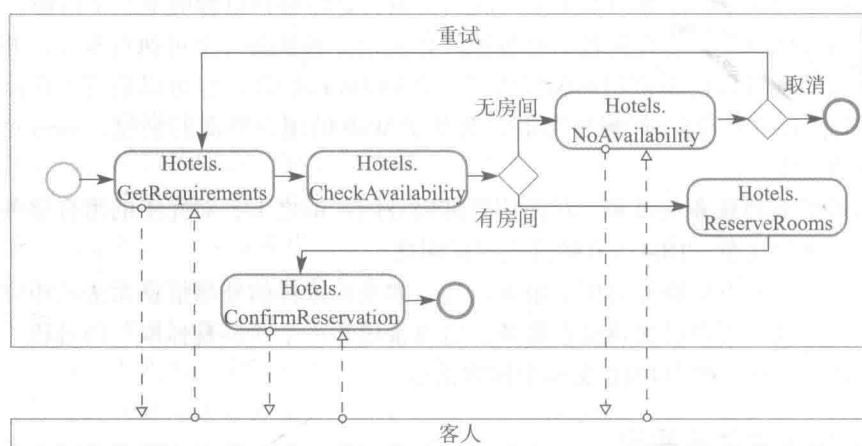 重试
取消
无房间
Hotels.
NoAvailability
Hotels.
GetRequirements
Hotels.
CheckAvailability
有房间
Hotels.
ReserveRooms
Hotels.
ConfirmReservation
客人